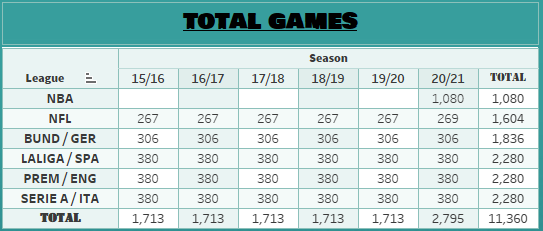 TOTAL GAMES
Season
League 15/16 16/17 17/18 18/19 19/20 20/21 TOTAL
NBA 1,080 1,080
NFL 267 267 267 267 267 269 1,604
BUND / GER 306 306 306 306 306 306 1,836
LALIGA / SPA 380 380 380 380 380 380 2,280
PREM / ENG 380 380 380 380 380 380 2,280
SERIE A / ITA 380 380 380 380 380 380 2,280
TOTAL 1,713 1,713 1,713 1,713 1,713 2,795 11,360